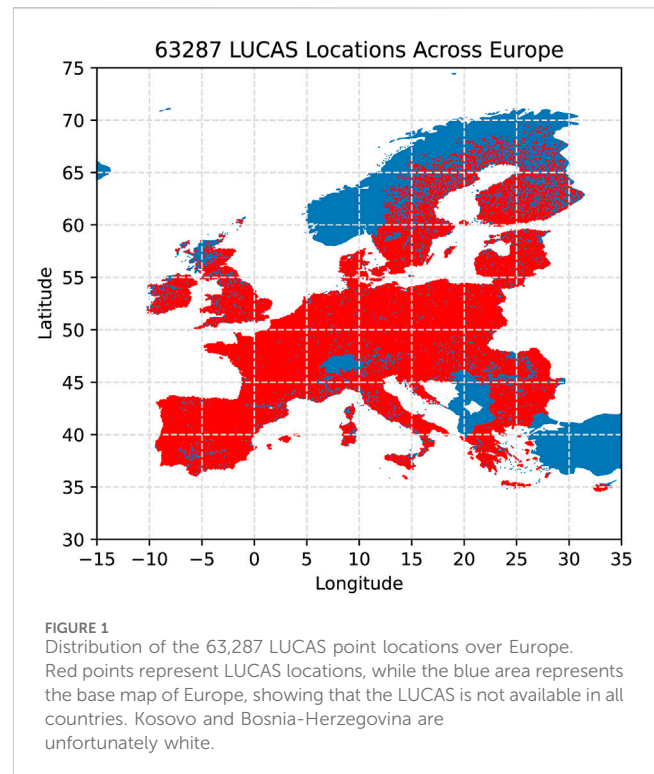 63287 LUCAS Locations Across Europe
75
70
65
60
55
50
45
40
35
30
Latitude
−15 −10 −5 0 5 10 15 20 25 30 35
Longitude
FIGURE 1
Distribution of the 63,287 LUCAS point locations over Europe.
Red points represent LUCAS locations, while the blue area represents
the base map of Europe, showing that the LUCAS is not available in all
countries. Kosovo and Bosnia-Herzegovina are
unfortunately white.